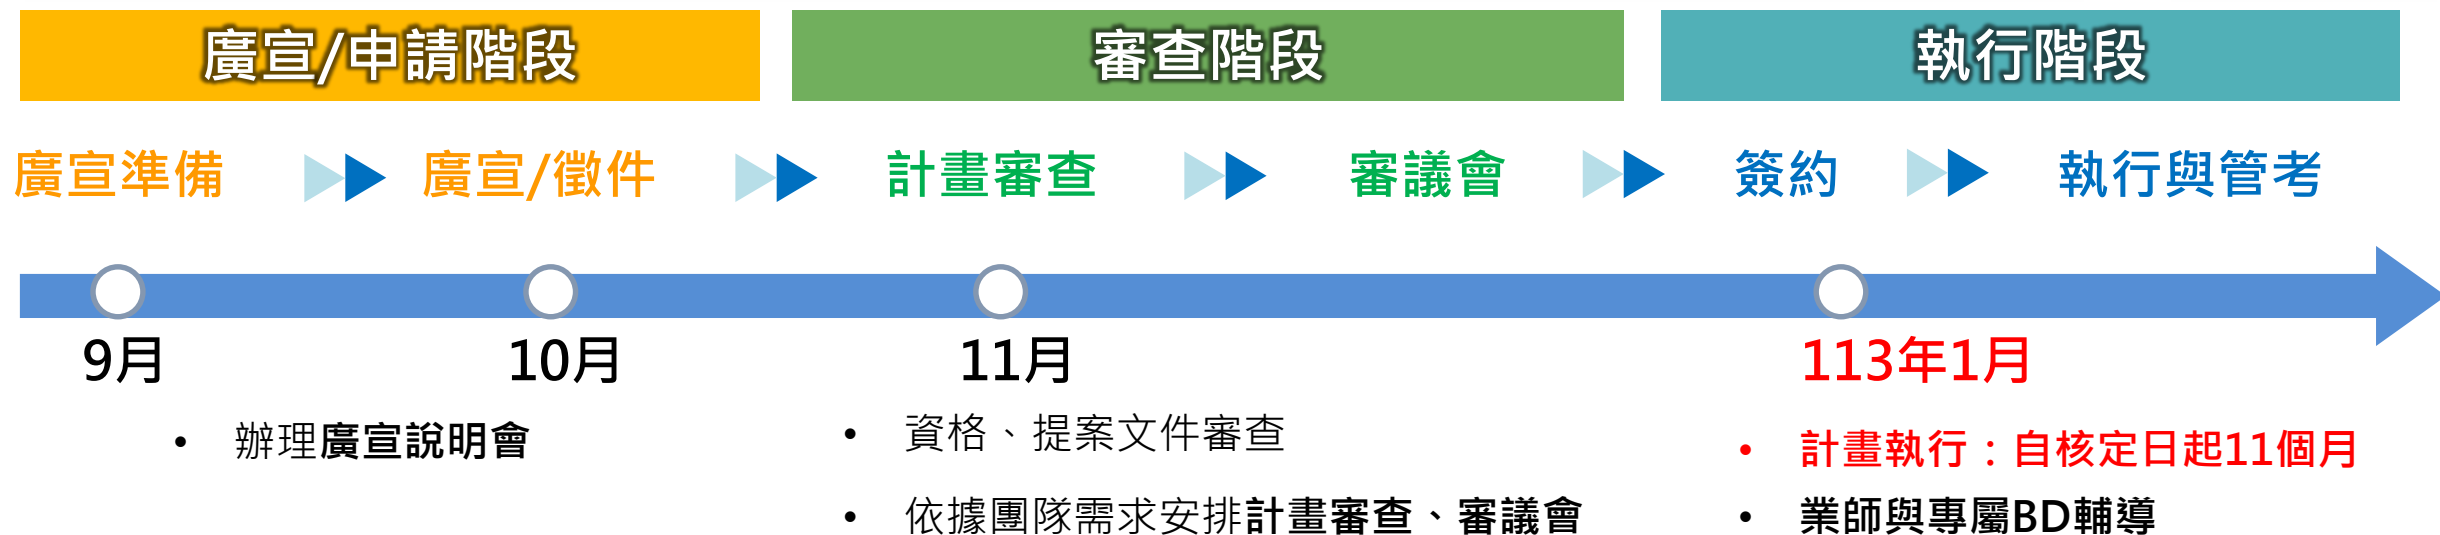 廣宣/申請階段 審查階段 執行階段
廣宣準備 廣宣/徵件 計畫審查 審議會 簽約 執行與管考
9月 10月 11月 113年1月
• 辦理廣宣說明會
• 資格、提案文件審查
• 依據團隊需求安排計畫審查、審議會
• 計畫執行：自核定日起11個月
• 業師與專屬BD輔導